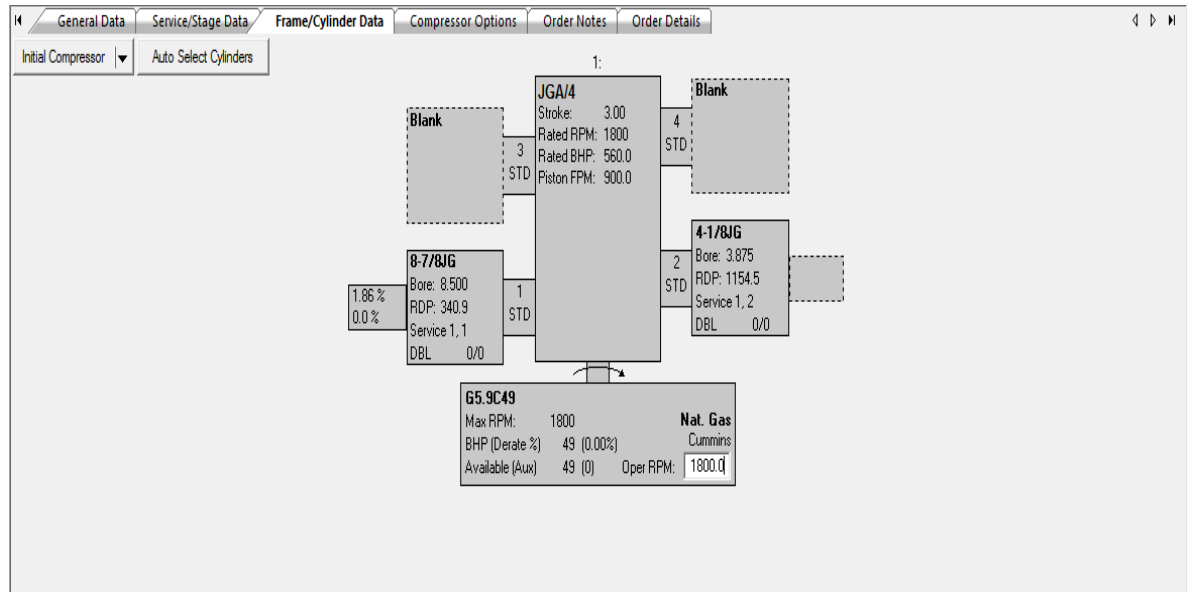 General Data
Service/Stage Data
Frame/Cylinder Data
Compressor Options
Order Notes
Order Details
Initial Compressor
Auto Select Cylinders
1:
JGA/4
Stroke: 3.00
Rated RPM: 1800
Rated BHP: 560.0
Piston FPM: 900.0
Blank
3
STD
Blank
4
STD
8-7/8JG
Bore: 8.500
RDP: 340.9
Service 1, 1
DBL 0/0
1.86 %
0.0 %
1
STD
4-1/8JG
Bore: 3.875
RDP: 1154.5
Service 1, 2
DBL 0/0
2
STD
G5.9C49
Max RPM: 1800
Nat. Gas
BHP (Derate %) 49 (0.00%)
Cummins
Available (Aux) 49 (0) Oper RPM: 1800.0